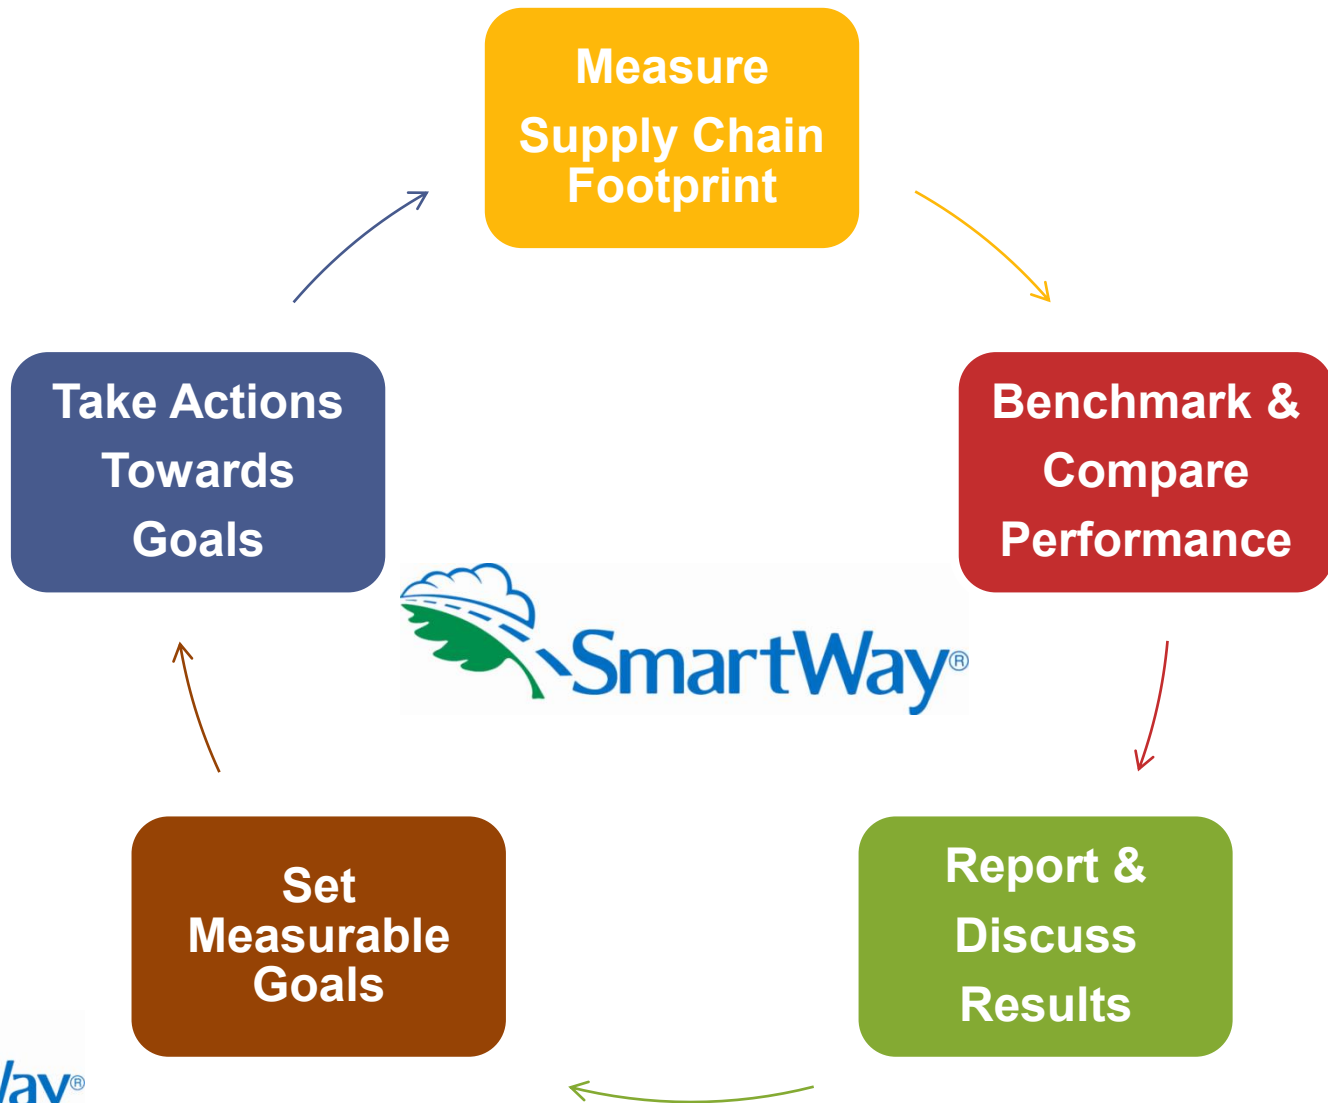 Measure
Supply Chain
Footprint
Take Actions
Towards
Goals
Benchmark &
Compare
Performance
SmartWay®
Set
Measurable
Goals
Report &
Discuss
Results